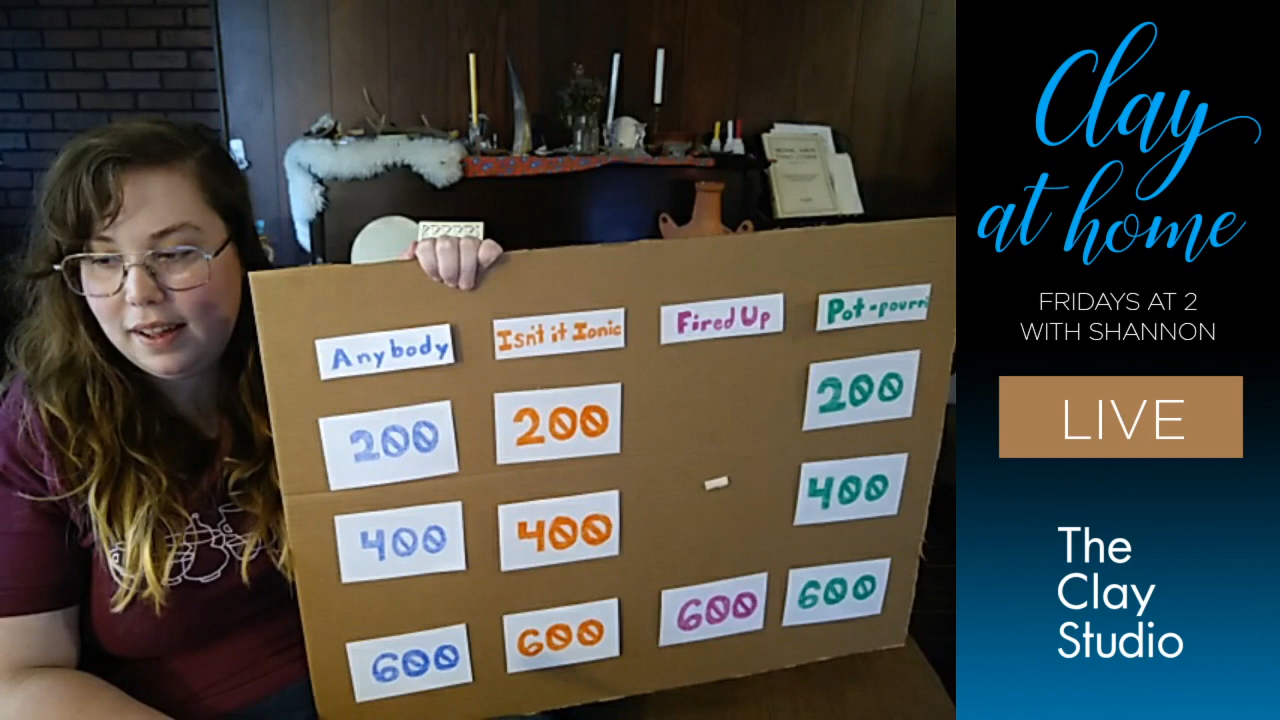 Anybody
Isn't it Ionic
Fired Up
Pot-pourri
200
200
200
400
400
400
600
600
600
600
Clay
at home
FRIDAYS AT 2
WITH SHANNON
LIVE
The
Clay
Studio